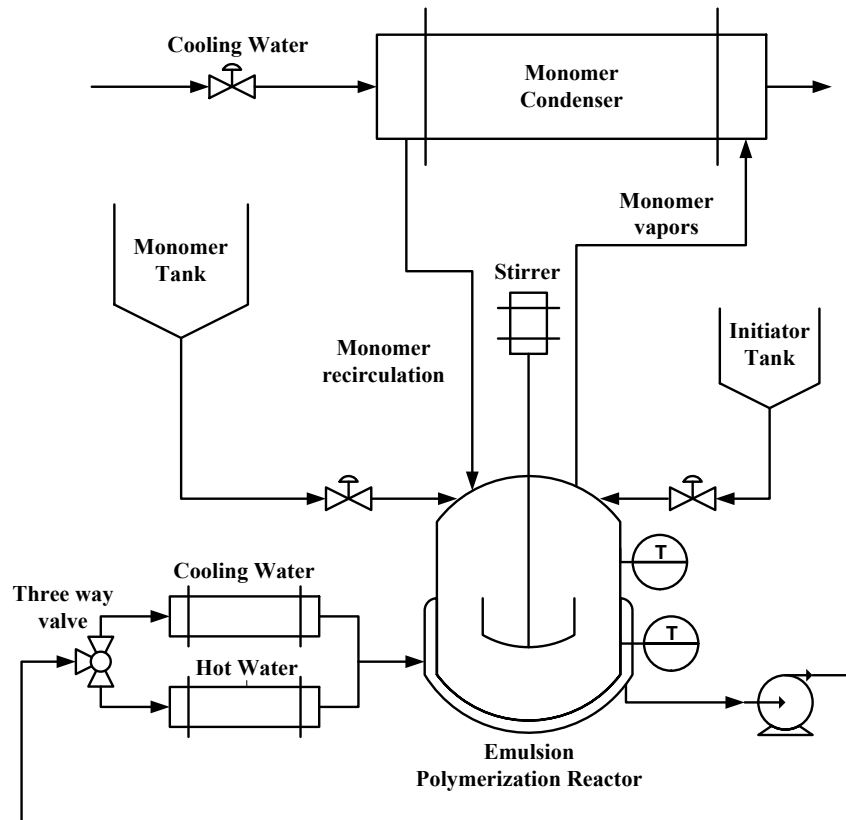 Cooling Water
Monomer
Condenser
Monomer
Tank
Monomer
vapors
Stirrer
Initiator
Tank
Monomer
recirculation
T
Cooling Water
Three way
valve
T
Hot Water
Emulsion
Polymerization Reactor